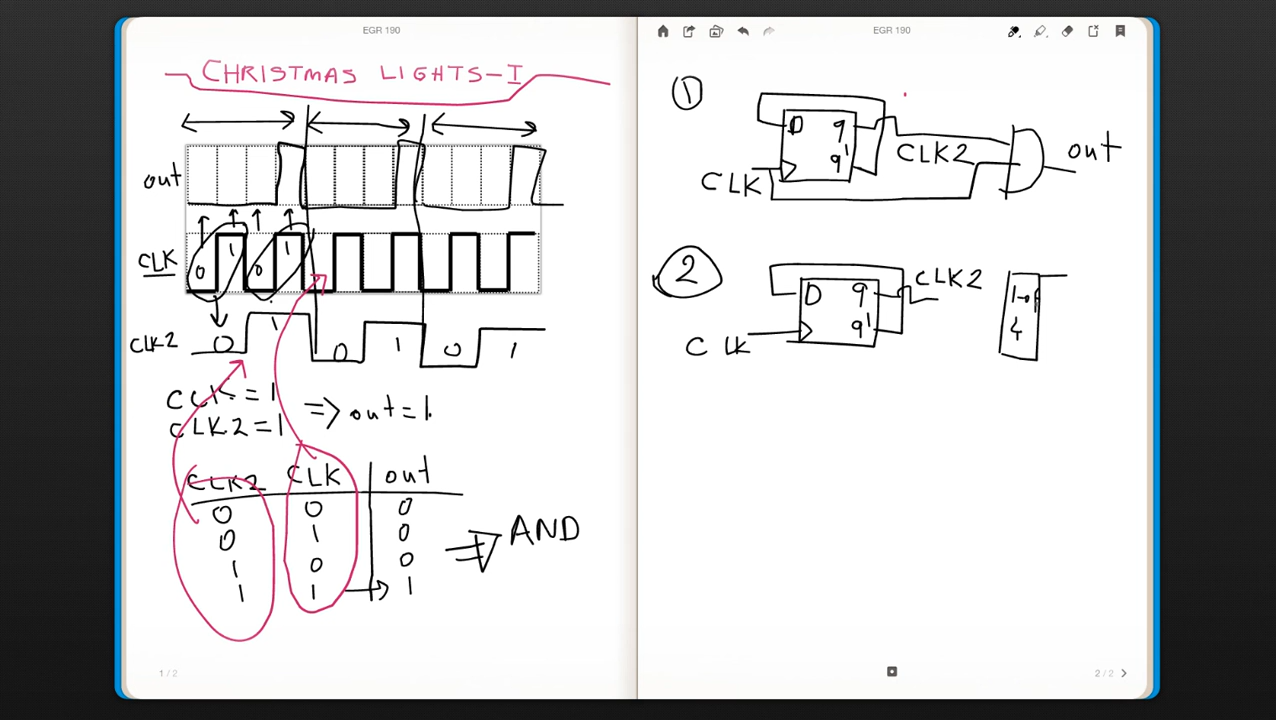 EGR 190
CHRISTMAS LIGHTS-I
out
CLK
0 1 0 1
CLK2
0 1 0 1 0 1
CLK=1
CLK2=1
=> out=1.
CLK2 CLK out
0 0 0
0 1 0
1 0 0
1 1 → 1
=> AND
1/2
EGR 190
1
D q
q'
CLK
CLK2
out
2
D q
q'
CLK
CLK2
1-of
4
2/2